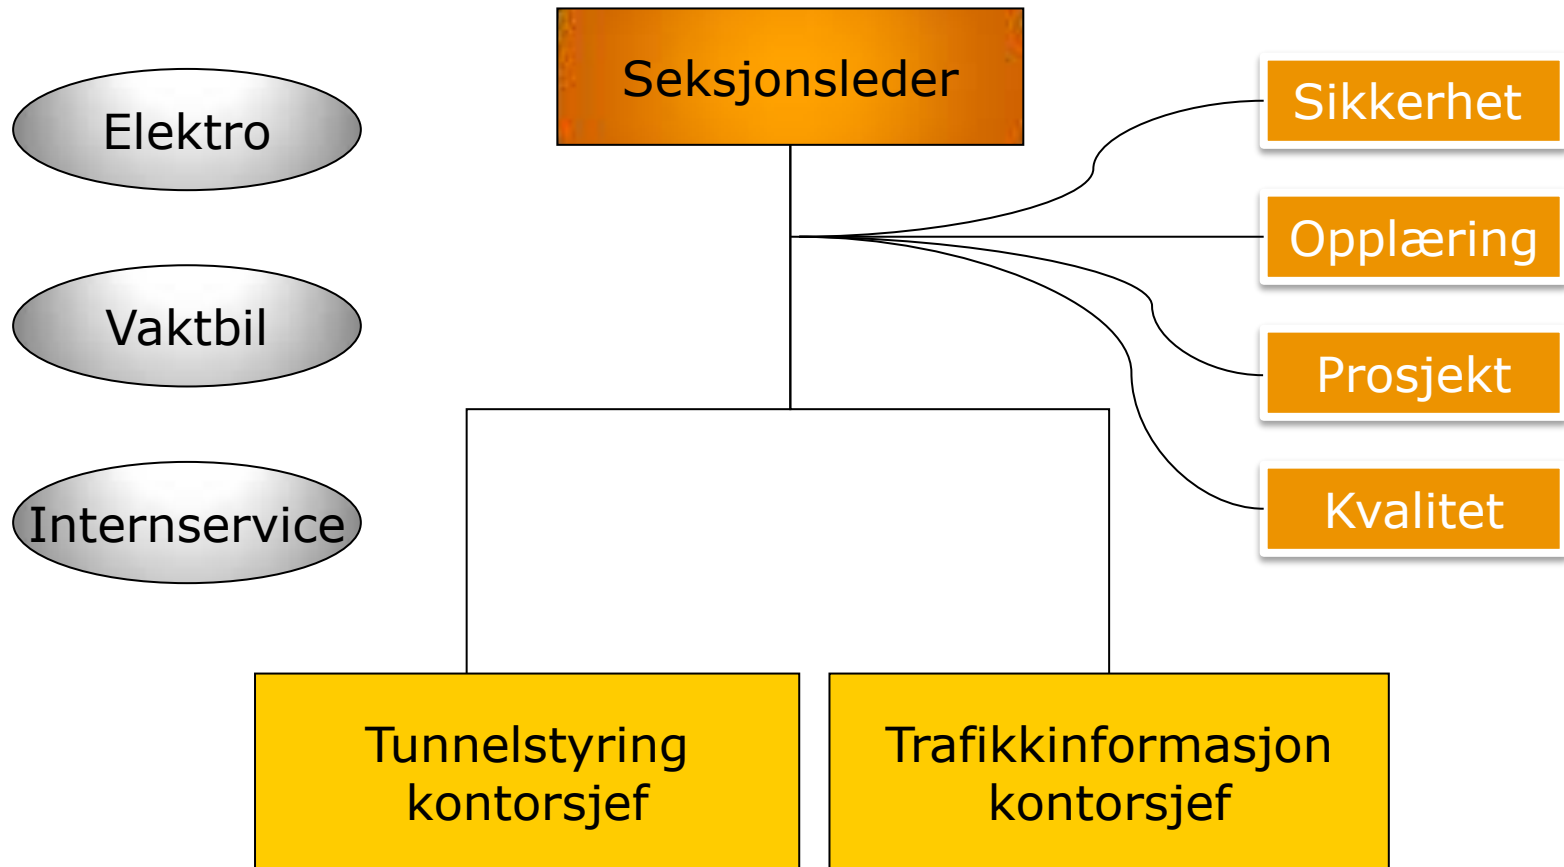 Seksjonsleder
Elektro
Vaktbil
Internservice
Sikkerhet
Opplæring
Prosjekt
Kvalitet
Tunnelstyring
kontorsjef
Trafikkinformasjon
kontorsjef